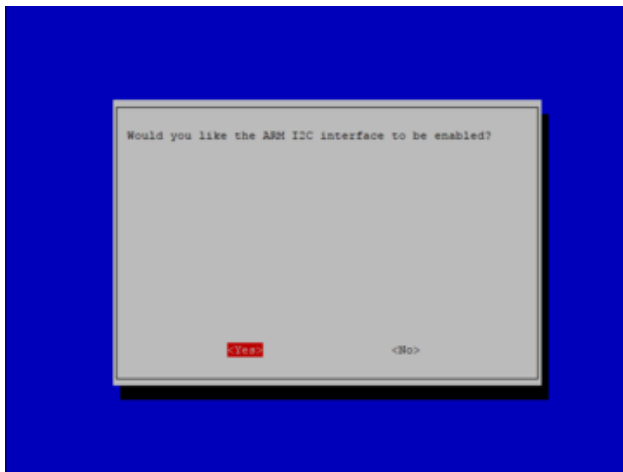 Would you like the ARM I2C interface to be enabled?
<Yes> <No>